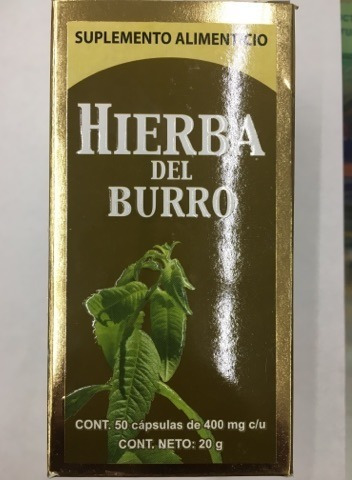 SUPLEMENTO ALIMENTICIO
HIERBA
DEL
BURRO
CONT. 50 cápsulas de 400 mg c/u
CONT. NETO: 20 g